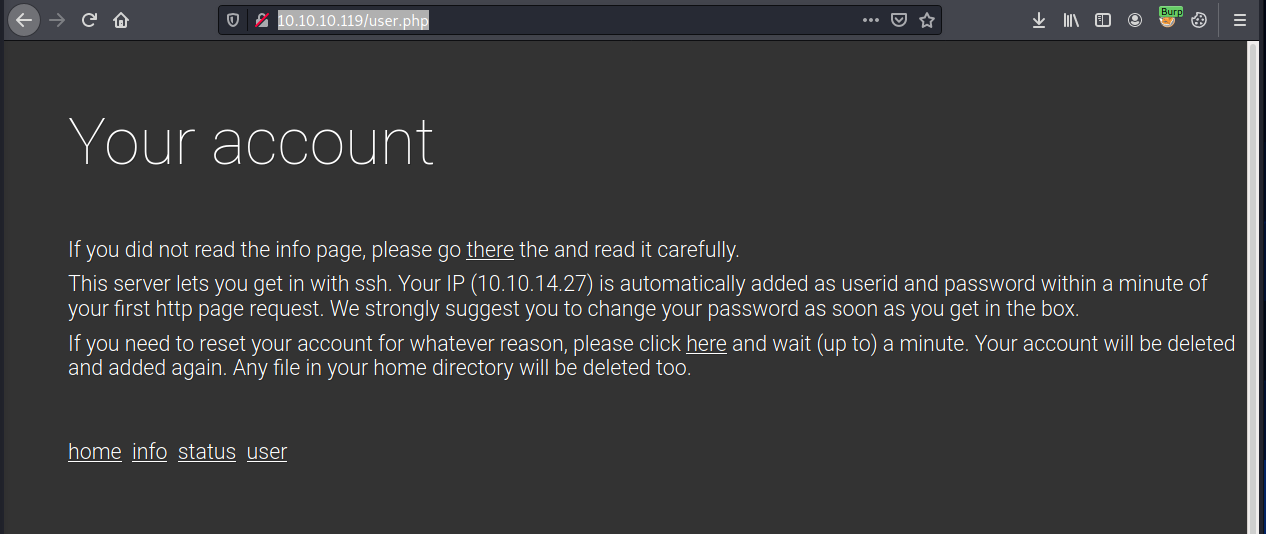 10.10.10.119/user.php
Burp
Your account
If you did not read the info page, please go there the and read it carefully.
This server lets you get in with ssh. Your IP (10.10.14.27) is automatically added as userid and password within a minute of
your first http page request. We strongly suggest you to change your password as soon as you get in the box.
If you need to reset your account for whatever reason, please click here and wait (up to) a minute. Your account will be deleted
and added again. Any file in your home directory will be deleted too.
home info status user